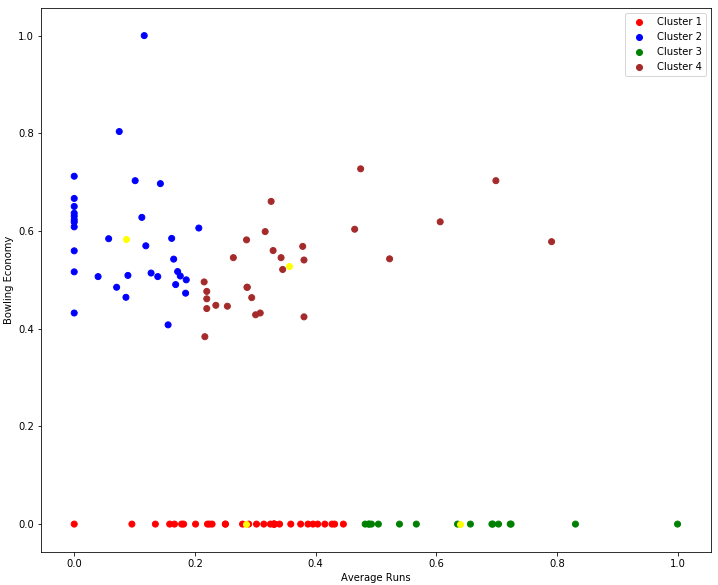 Cluster 1
Cluster 2
Cluster 3
Cluster 4
1.0
0.8
0.6
0.4
0.2
0.0
Bowling Economy
0.0 0.2 0.4 0.6 0.8 1.0
Average Runs